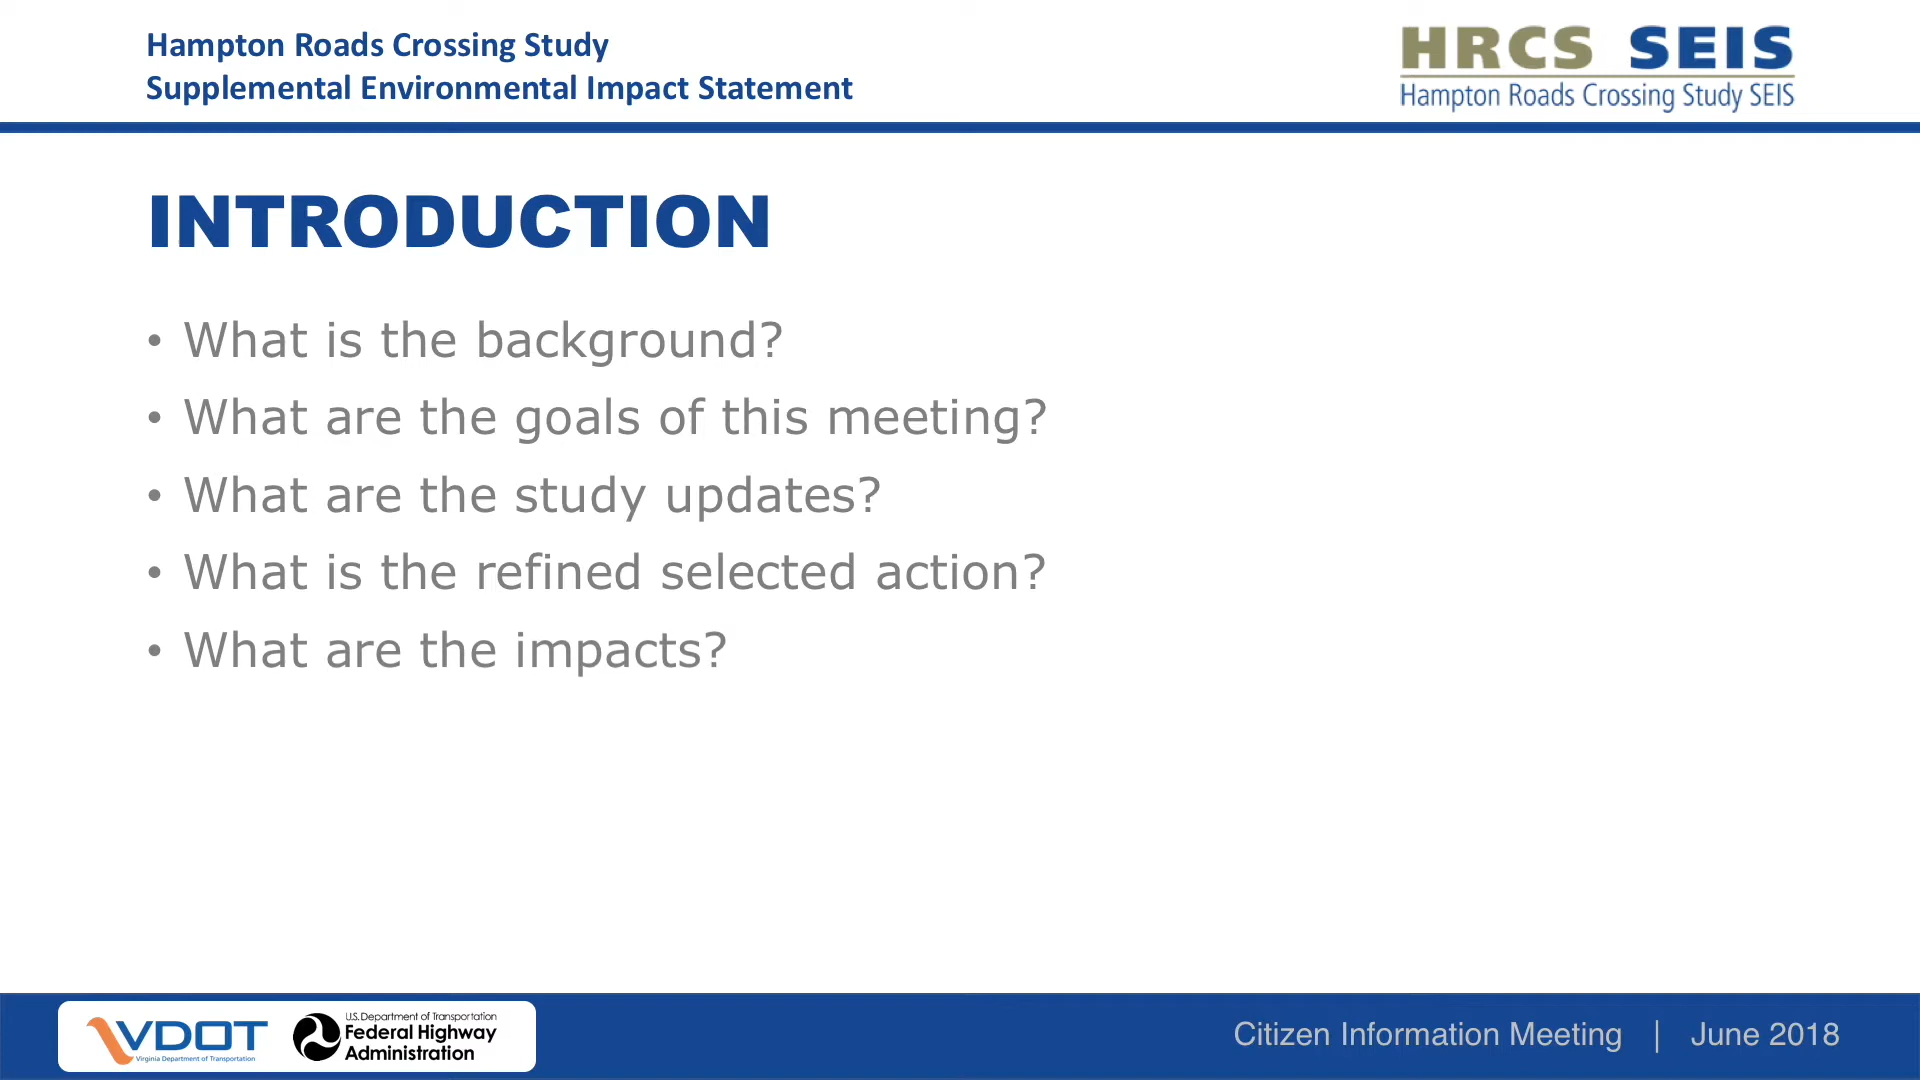 Hampton Roads Crossing Study
Supplemental Environmental Impact Statement
HRCS SEIS
Hampton Roads Crossing Study SEIS
INTRODUCTION
• What is the background?
• What are the goals of this meeting?
• What are the study updates?
• What is the refined selected action?
• What are the impacts?
VDOT
Virginia Department of Transportation
U.S. Department of Transportation
Federal Highway
Administration
Citizen Information Meeting | June 2018